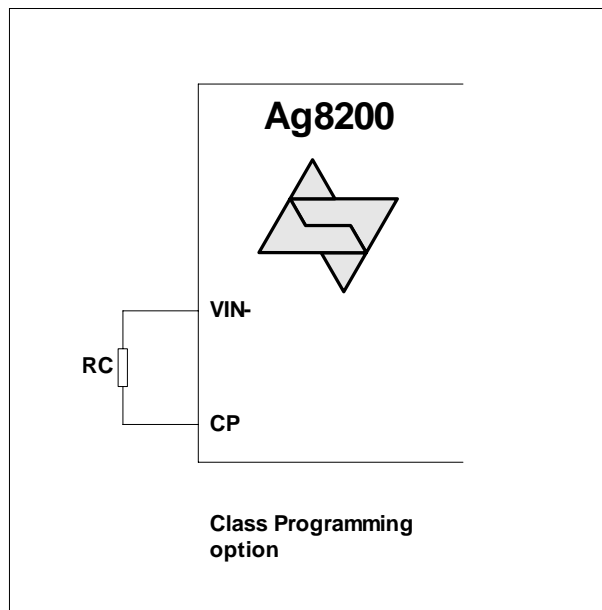 Ag8200
VIN-
RC
CP
Class Programming
option